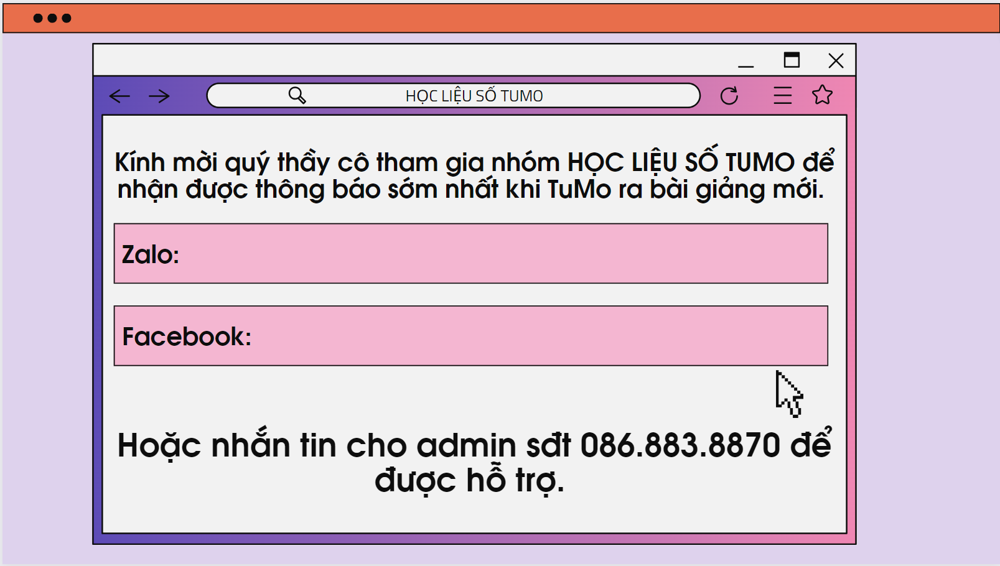 HỌC LIỆU SỐ TUMO
Kính mời quý thầy cô tham gia nhóm HỌC LIỆU SỐ TUMO để
nhận được thông báo sớm nhất khi TuMo ra bài giảng mới.
Zalo:
Facebook:
Hoặc nhắn tin cho admin sđt 086.883.8870 để
được hỗ trợ.